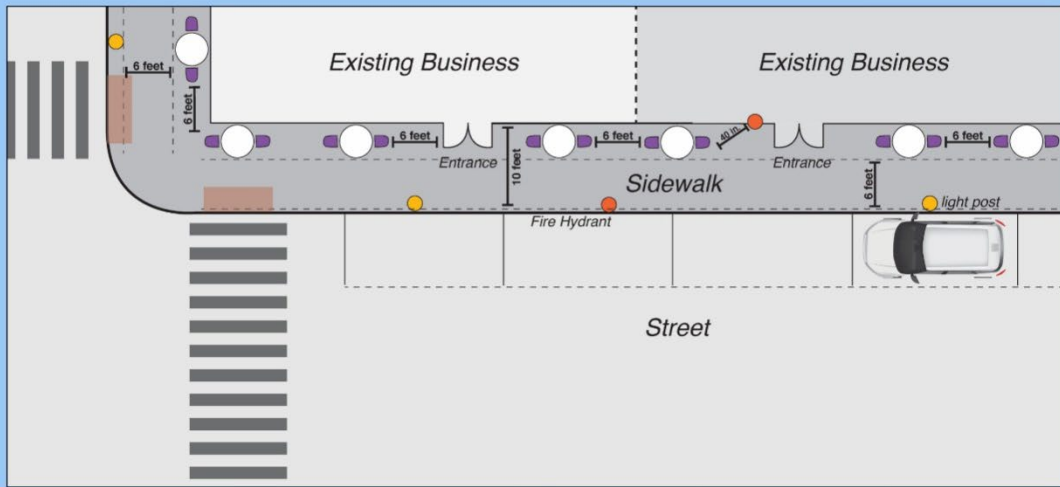 6 feet
6 feet
Existing Business
Existing Business
6 feet
Entrance
10 feet
6 feet
40 in.
Entrance
6 feet
Sidewalk
6 feet
light post
Fire Hydrant
Street